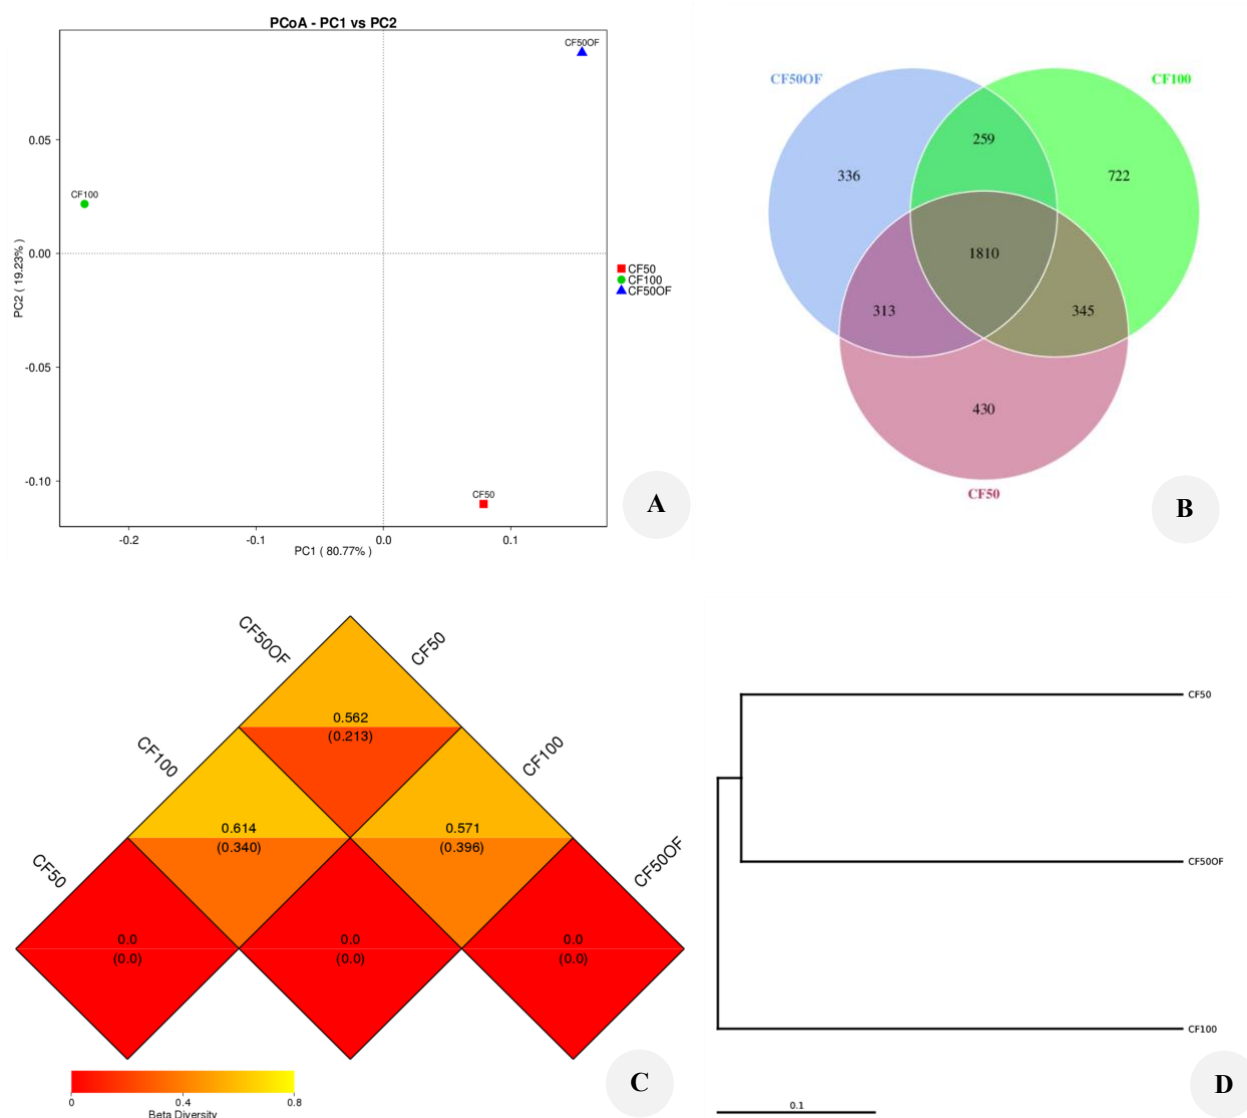 PCoA - PC1 vs PC2
CF50OF
0.05
CF100
0.00
PC2 ( 19.23% )
CF50
CF100
CF50OF
-0.05
-0.10
CF50
-0.2
-0.1
0.0
0.1
PC1 ( 80.77% )
A
CF50OF
CF100
259
336
722
1810
313
345
430
CF50
B
CF50OF
CF50
0.562
(0.213)
CF100
CF100
0.614
(0.340)
0.571
(0.396)
CF50
CF50OF
0.0
(0.0)
0.0
(0.0)
0.0
(0.0)
0
0.4
0.8
Beta Diversity
C
CF50
CF50OF
CF100
0.1
D